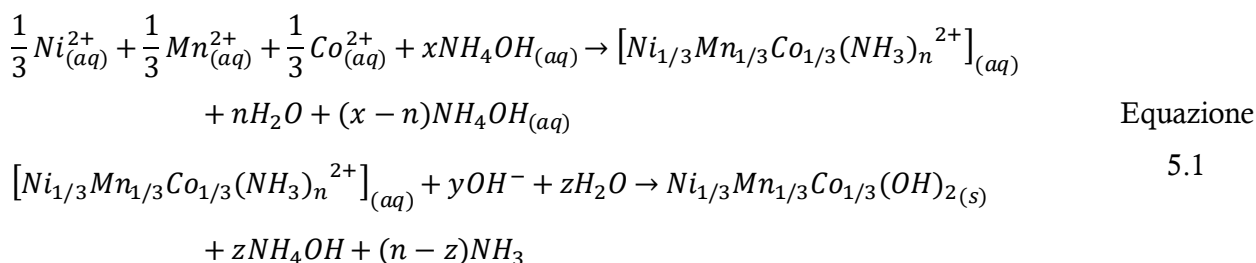 1/3 Ni²⁺(aq) + 1/3 Mn²⁺(aq) + 1/3 Co²⁺(aq) + xNH4OH(aq) → [Ni1/3Mn1/3Co1/3(NH3)n²⁺](aq)
+ nH2O + (x − n)NH4OH(aq)
Equazione
5.1
[Ni1/3Mn1/3Co1/3(NH3)n²⁺](aq) + yOH⁻ + zH2O → Ni1/3Mn1/3Co1/3(OH)2(s)
+ zNH4OH + (n − z)NH3